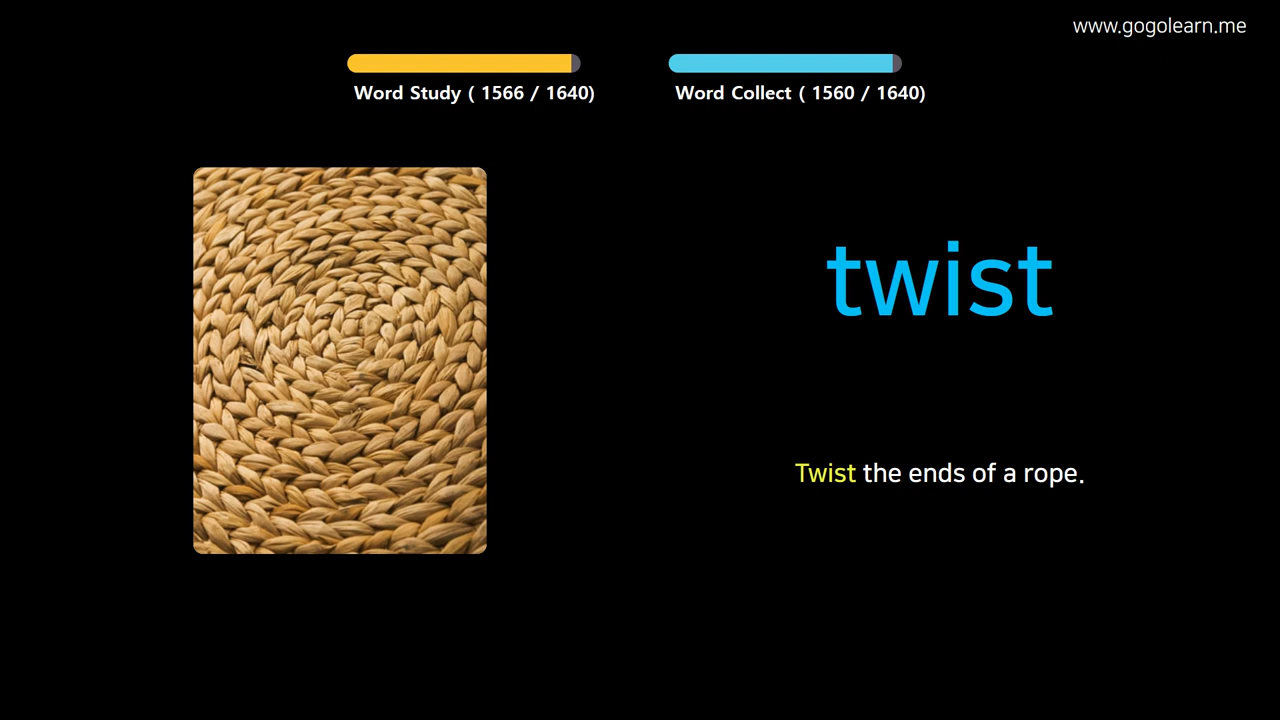 www.gogolearn.me
Word Study ( 1566 / 1640)
Word Collect ( 1560 / 1640)
twist
Twist the ends of a rope.